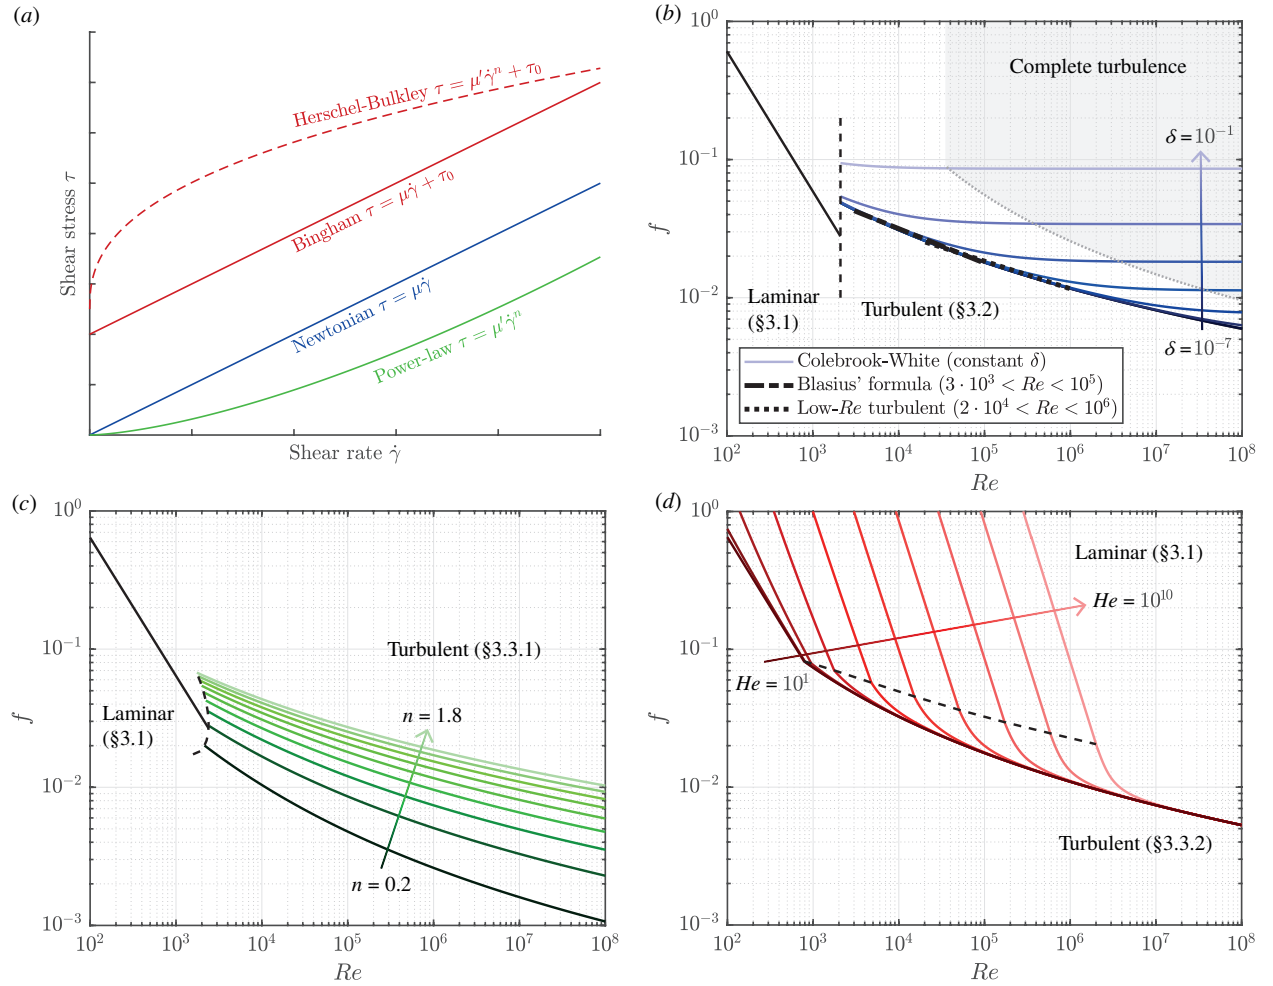 (a)
Shear stress τ
Herschel-Bulkley τ = μ′γ̇ⁿ + τ₀
Bingham τ = μγ̇ + τ₀
Newtonian τ = μγ̇
Power-law τ = μ′γ̇ⁿ
Shear rate γ̇
(b)
10⁰
10⁻¹
10⁻²
10⁻³
f
Complete turbulence
δ = 10⁻¹
Laminar
(§3.1)
Turbulent (§3.2)
δ = 10⁻⁷
Colebrook-White (constant δ)
Blasius’ formula (3 · 10³ < Re < 10⁵)
Low-Re turbulent (2 · 10⁴ < Re < 10⁶)
10² 10³ 10⁴ 10⁵ 10⁶ 10⁷ 10⁸
Re
(c)
10⁰
10⁻¹
10⁻²
10⁻³
f
Turbulent (§3.3.1)
Laminar
(§3.1)
n = 1.8
n = 0.2
10² 10³ 10⁴ 10⁵ 10⁶ 10⁷ 10⁸
Re
(d)
10⁰
10⁻¹
10⁻²
10⁻³
f
Laminar (§3.1)
He = 10¹⁰
He = 10¹
Turbulent (§3.3.2)
10² 10³ 10⁴ 10⁵ 10⁶ 10⁷ 10⁸
Re